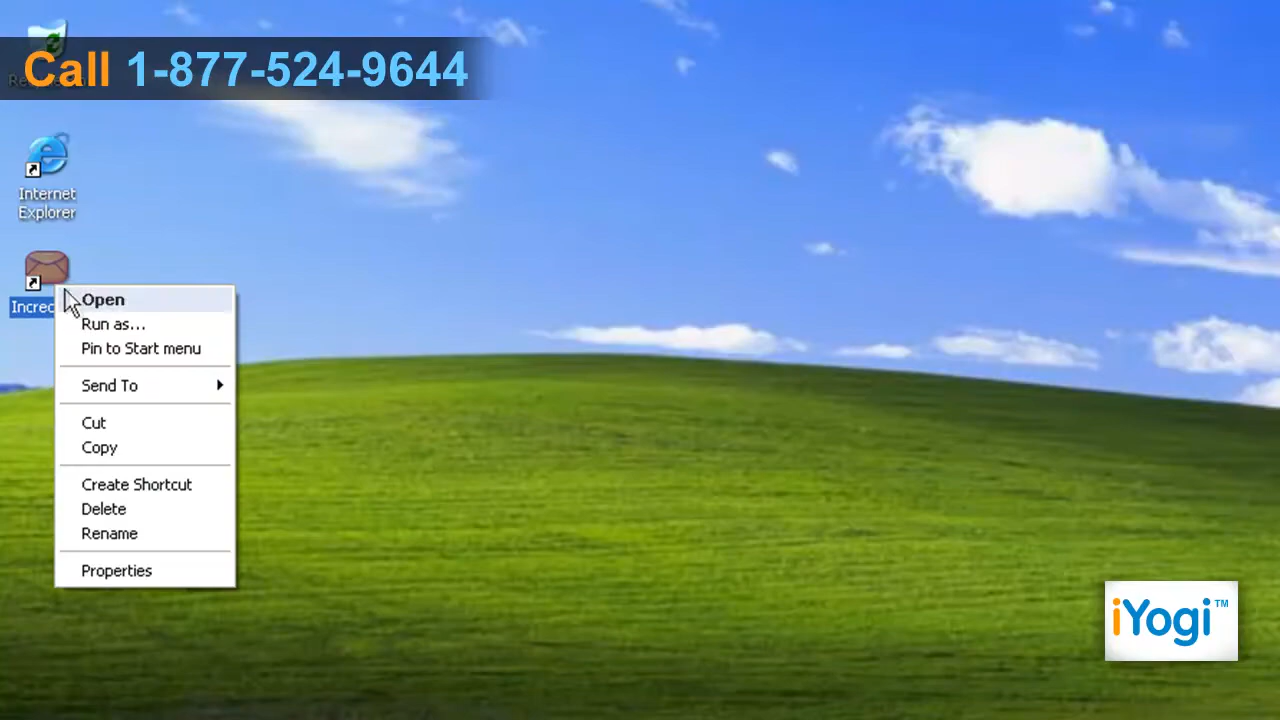 Call 1-877-524-9644
Internet
Explorer
Open
Run as...
Pin to Start menu
Send To
Cut
Copy
Create Shortcut
Delete
Rename
Properties
iYogi™